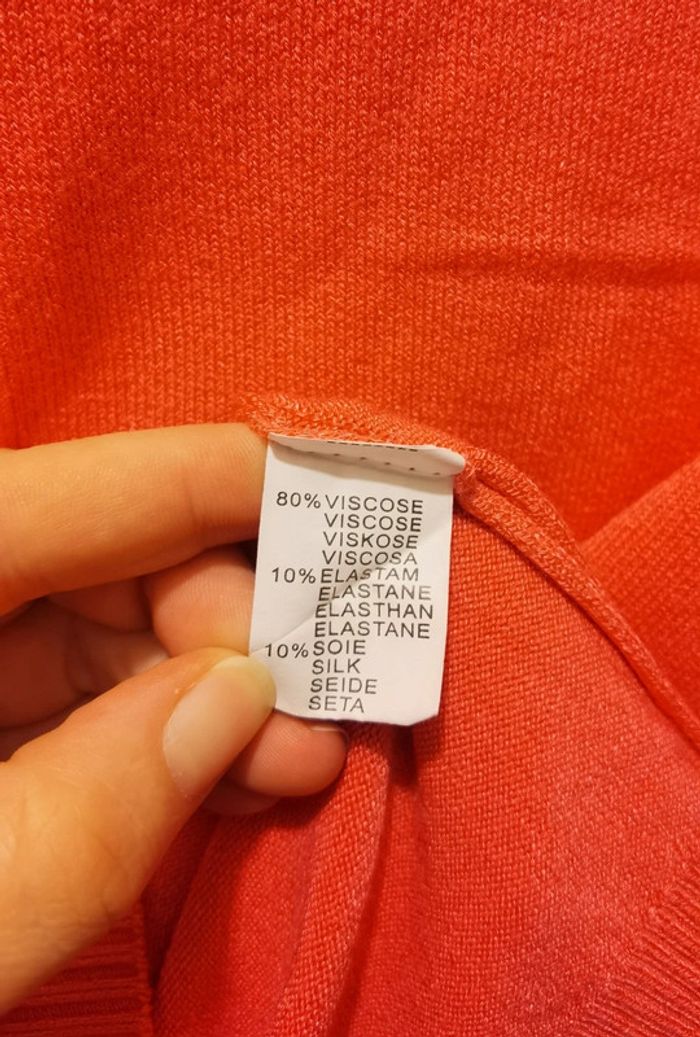 80% VISCOSE
VISCOSE
VISKOSE
VISCOSA
10% ELASTAM
ELASTANE
ELASTHAN
ELASTANE
10% SOIE
SILK
SEIDE
SETA